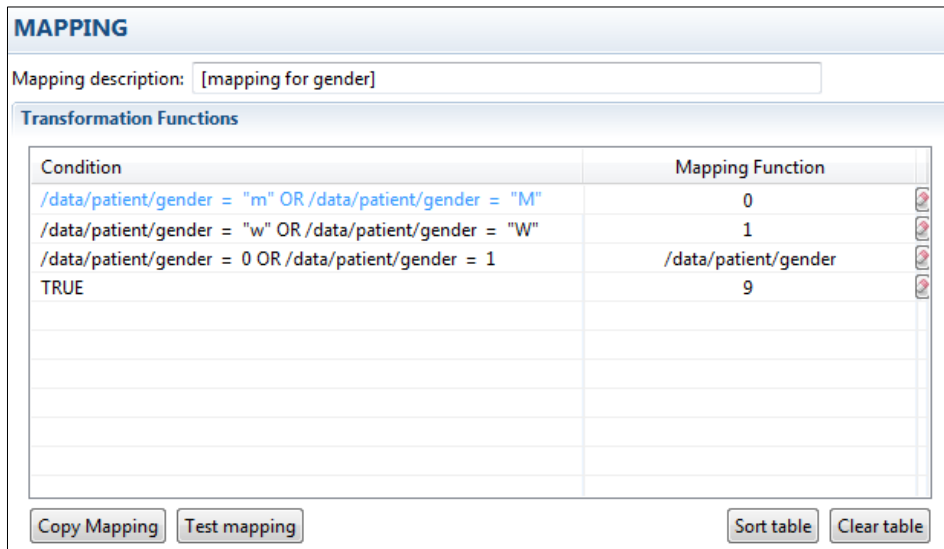 MAPPING
Mapping description: [mapping for gender]
Transformation Functions
Condition Mapping Function
/data/patient/gender = "m" OR /data/patient/gender = "M" 0
/data/patient/gender = "w" OR /data/patient/gender = "W" 1
/data/patient/gender = 0 OR /data/patient/gender = 1 /data/patient/gender
TRUE 9
Copy Mapping Test mapping Sort table Clear table